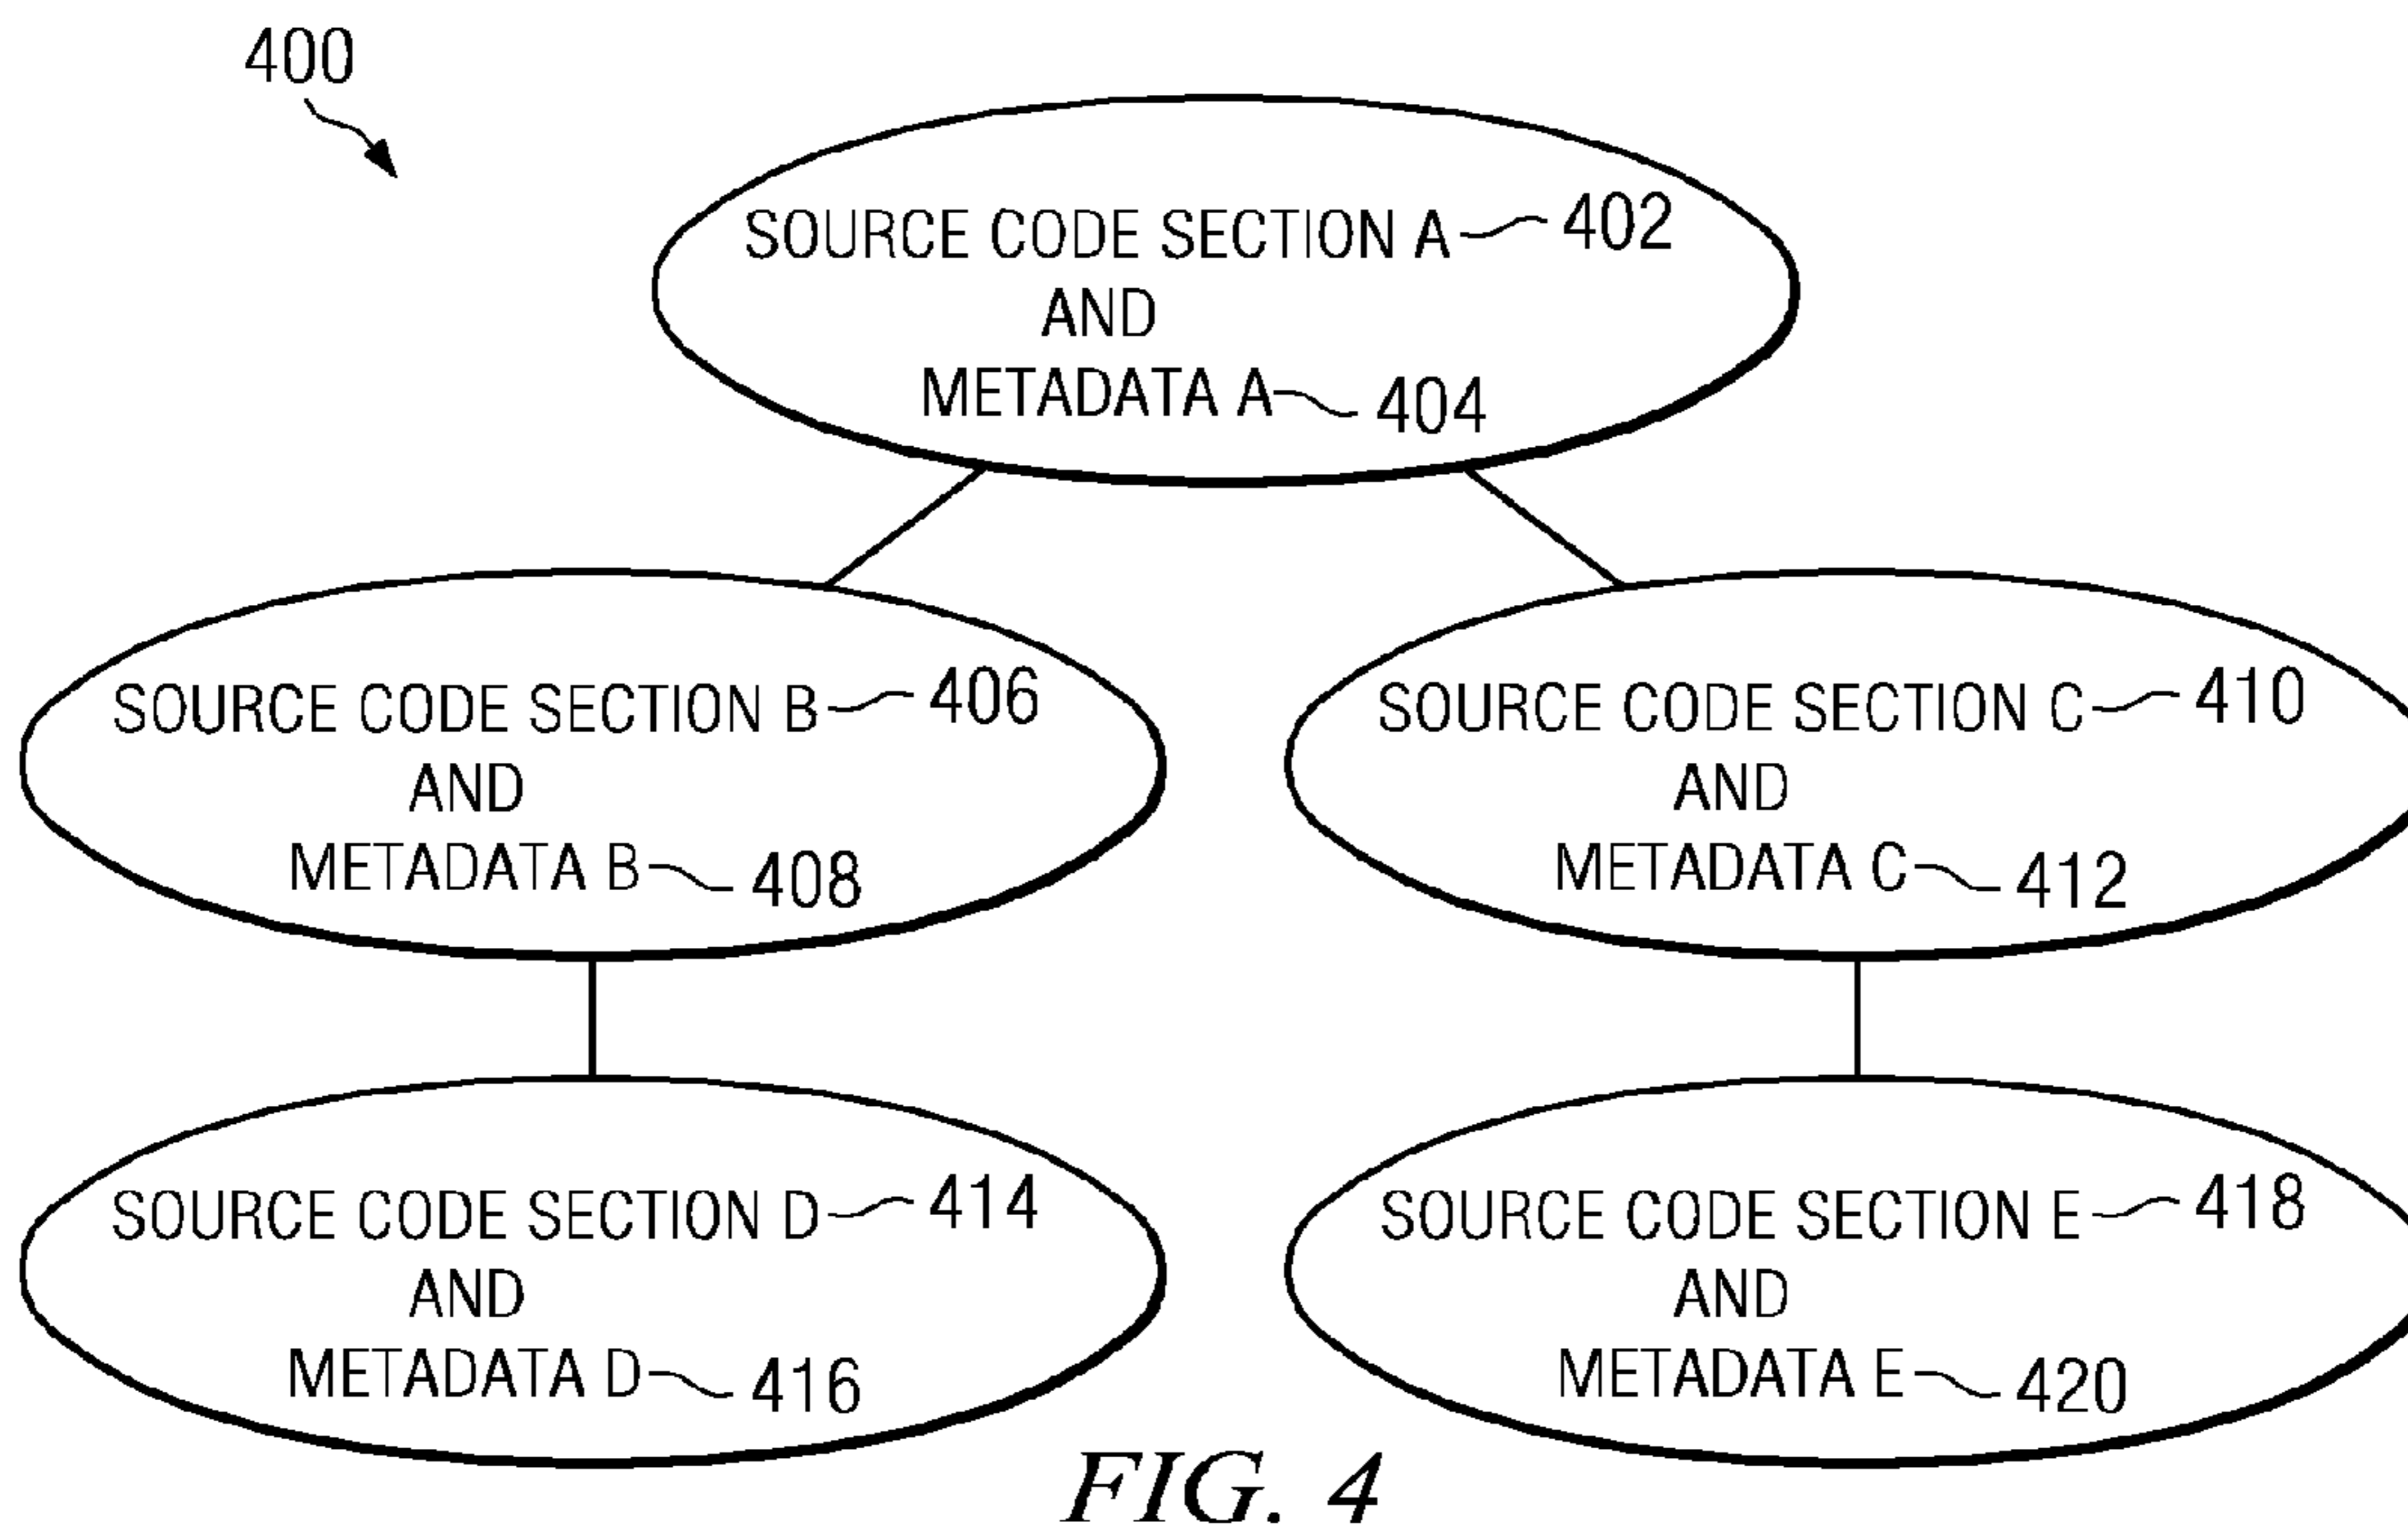 400
SOURCE CODE SECTION A 402
AND
METADATA A 404
SOURCE CODE SECTION B 406
AND
METADATA B 408
SOURCE CODE SECTION C 410
AND
METADATA C 412
SOURCE CODE SECTION D 414
AND
METADATA D 416
SOURCE CODE SECTION E 418
AND
METADATA E 420
FIG. 4